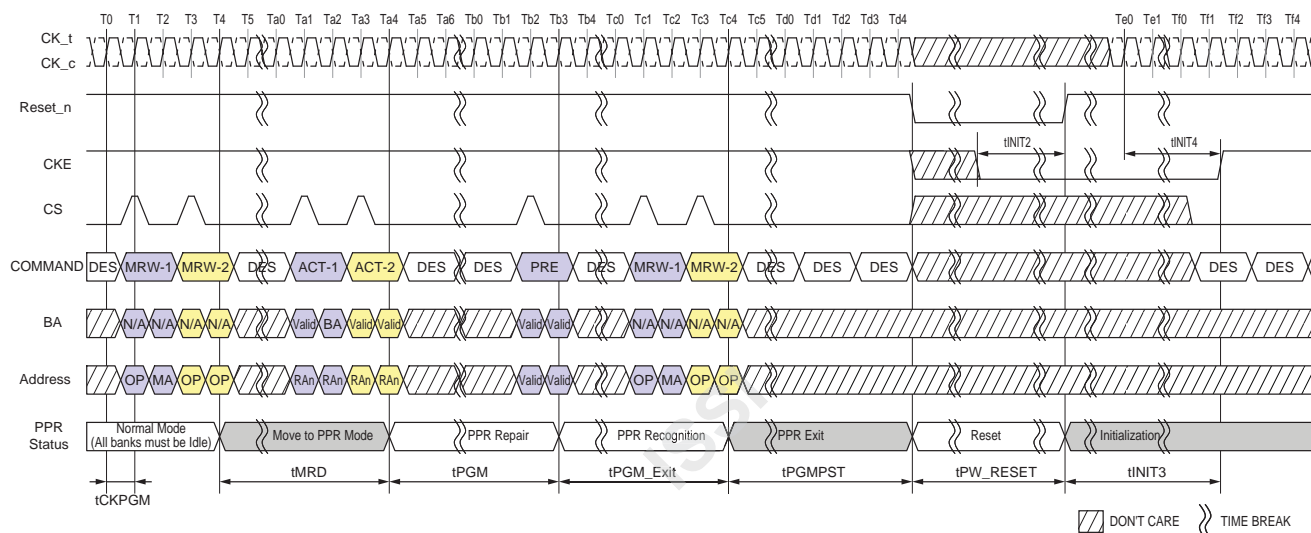 T0 T1 T2 T3 T4 T5 Ta0 Ta1 Ta2 Ta3 Ta4 Ta5 Ta6 Tb0 Tb1 Tb2 Tb3 Tb4 Tc0 Tc1 Tc2 Tc3 Tc4 Tc5 Td0 Td1 Td2 Td3 Td4 Te0 Te1 Tf0 Tf1 Tf2 Tf3 Tf4
CK_t
CK_c
Reset_n
CKE tINIT2 tINIT4
CS
COMMAND DES MRW-1 MRW-2 DES ACT-1 ACT-2 DES DES PRE DES MRW-1 MRW-2 DES DES DES DES DES
BA N/A N/A N/A N/A Valid BA Valid Valid Valid Valid N/A N/A N/A N/A
Address OP MA OP OP RAn RAn RAn RAn Valid Valid OP MA OP OP
PPR Status Normal Mode (All banks must be Idle) Move to PPR Mode PPR Repair PPR Recognition PPR Exit Reset Initialization
tCKPGM tMRD tPGM tPGM_Exit tPGMPST tPW_RESET tINIT3
DON'T CARE TIME BREAK
ISSI